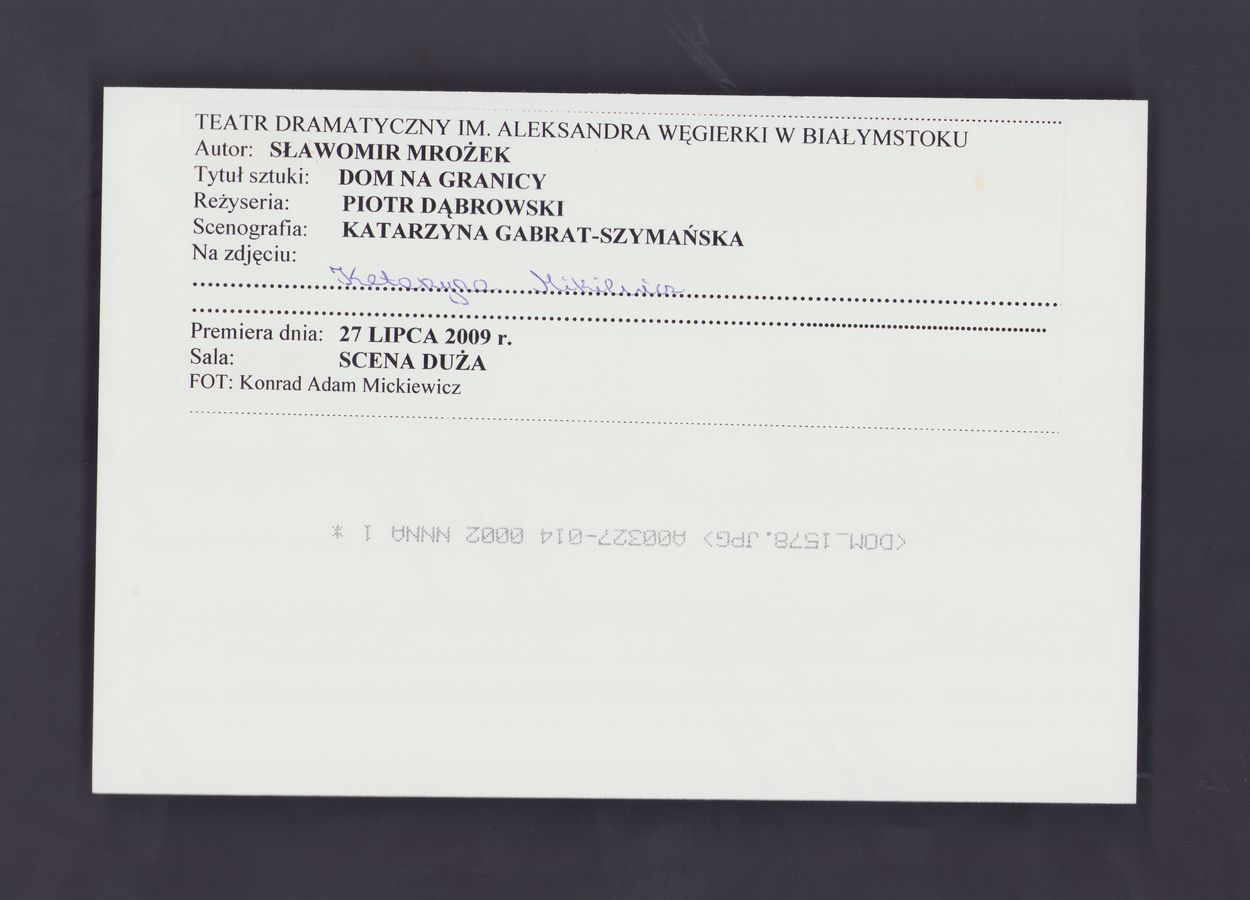 TEATR DRAMATYCZNY IM. ALEKSANDRA WĘGIERKI W BIAŁYMSTOKU
Autor: SŁAWOMIR MROŻEK
Tytuł sztuki: DOM NA GRANICY
Reżyseria: PIOTR DĄBROWSKI
Scenografia: KATARZYNA GABRAT-SZYMAŃSKA
Na zdjęciu:
Katarzyna Mikiewicz
Premiera dnia: 27 LIPCA 2009 r.
Sala: SCENA DUŻA
FOT: Konrad Adam Mickiewicz
<DOM_1578.JPG> A00327-014 0002 NNNA 1 *